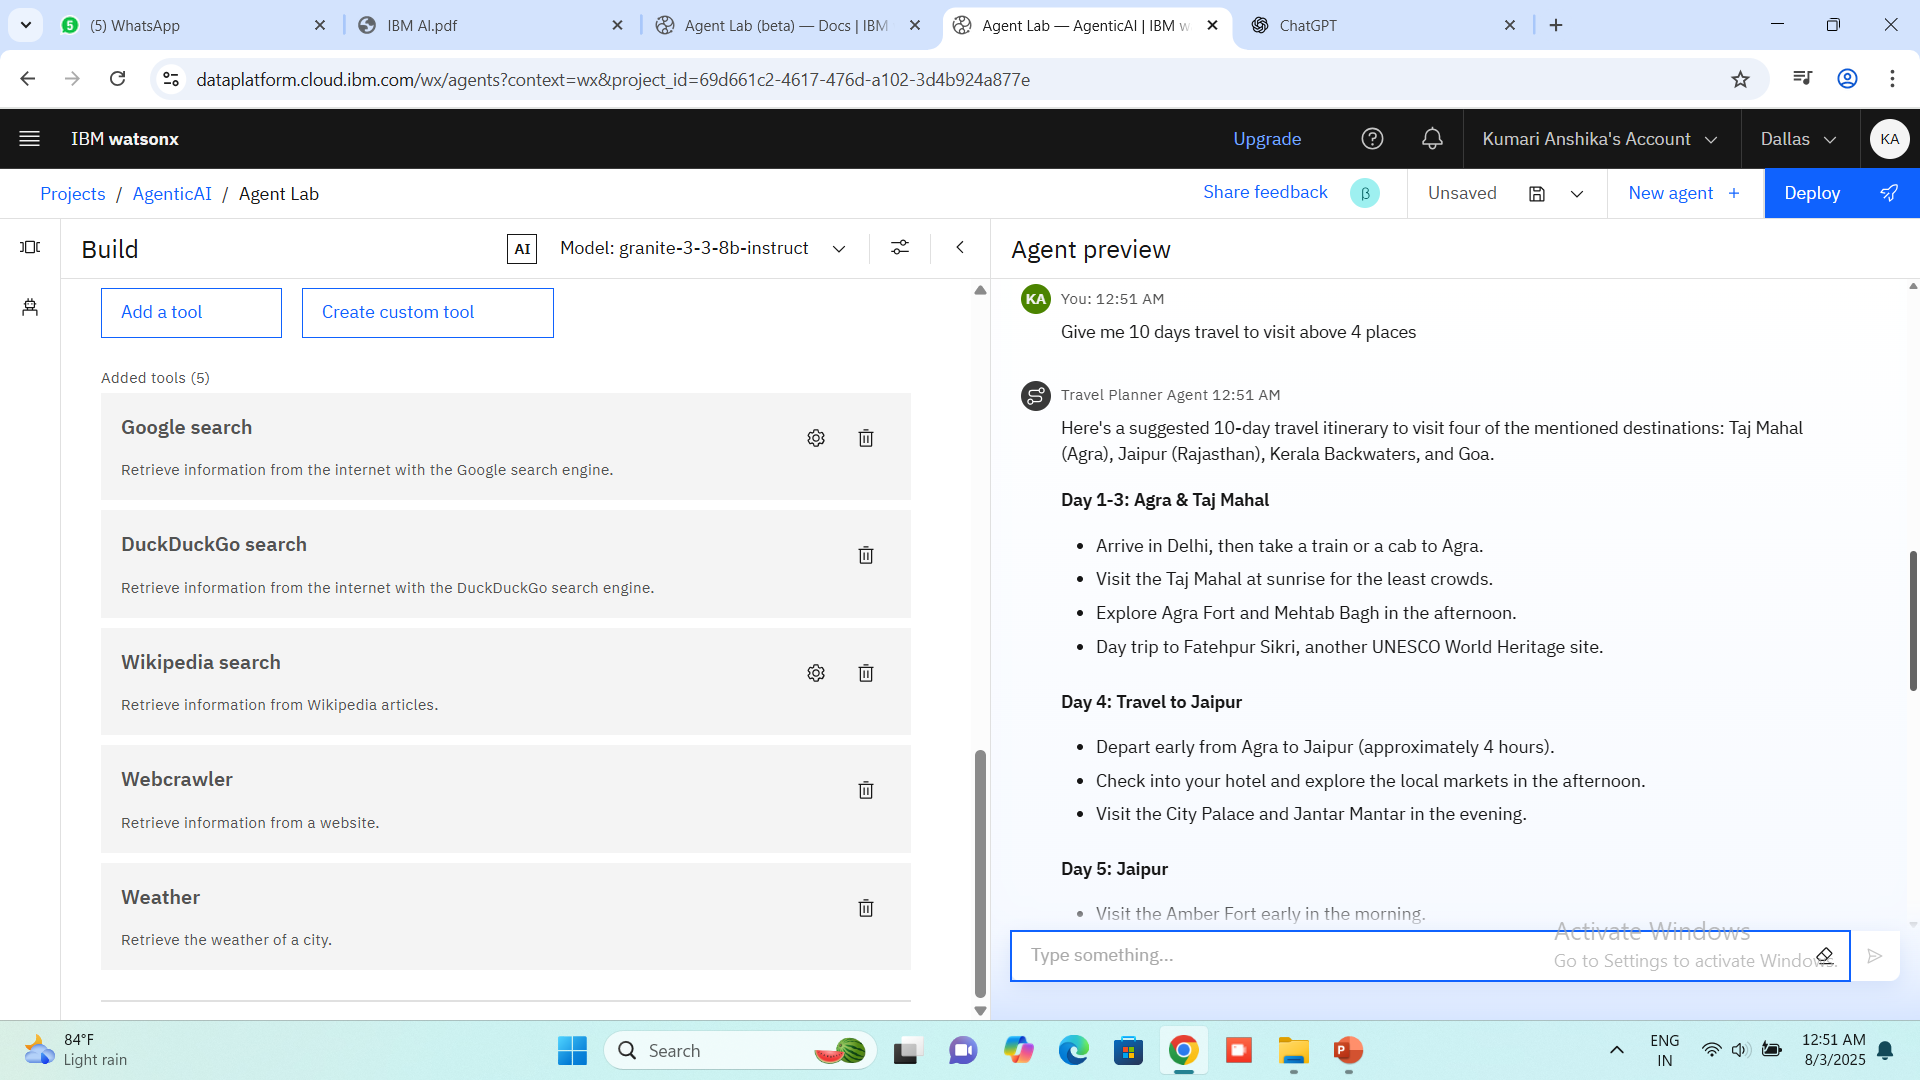 (5) WhatsApp
IBM AI.pdf
Agent Lab (beta) — Docs | IBM
Agent Lab — AgenticAI | IBM w
ChatGPT
dataplatform.cloud.ibm.com/wx/agents?context=wx&project_id=69d661c2-4617-476d-a102-3d4b924a877e
IBM watsonx
Upgrade
Kumari Anshika's Account
Dallas
KA
Projects / AgenticAI / Agent Lab
Share feedback
β
Unsaved
New agent +
Deploy
Build
AI
Model: granite-3-3-8b-instruct
Agent preview
Add a tool
Create custom tool
Added tools (5)
Google search
Retrieve information from the internet with the Google search engine.
DuckDuckGo search
Retrieve information from the internet with the DuckDuckGo search engine.
Wikipedia search
Retrieve information from Wikipedia articles.
Webcrawler
Retrieve information from a website.
Weather
Retrieve the weather of a city.
KA
You: 12:51 AM
Give me 10 days travel to visit above 4 places
Travel Planner Agent 12:51 AM
Here's a suggested 10-day travel itinerary to visit four of the mentioned destinations: Taj Mahal
(Agra), Jaipur (Rajasthan), Kerala Backwaters, and Goa.
Day 1-3: Agra & Taj Mahal
• Arrive in Delhi, then take a train or a cab to Agra.
• Visit the Taj Mahal at sunrise for the least crowds.
• Explore Agra Fort and Mehtab Bagh in the afternoon.
• Day trip to Fatehpur Sikri, another UNESCO World Heritage site.
Day 4: Travel to Jaipur
• Depart early from Agra to Jaipur (approximately 4 hours).
• Check into your hotel and explore the local markets in the afternoon.
• Visit the City Palace and Jantar Mantar in the evening.
Day 5: Jaipur
• Visit the Amber Fort early in the morning.
Type something...
Activate Windows
Go to Settings to activate Windows.
84°F
Light rain
Search
ENG
IN
12:51 AM
8/3/2025